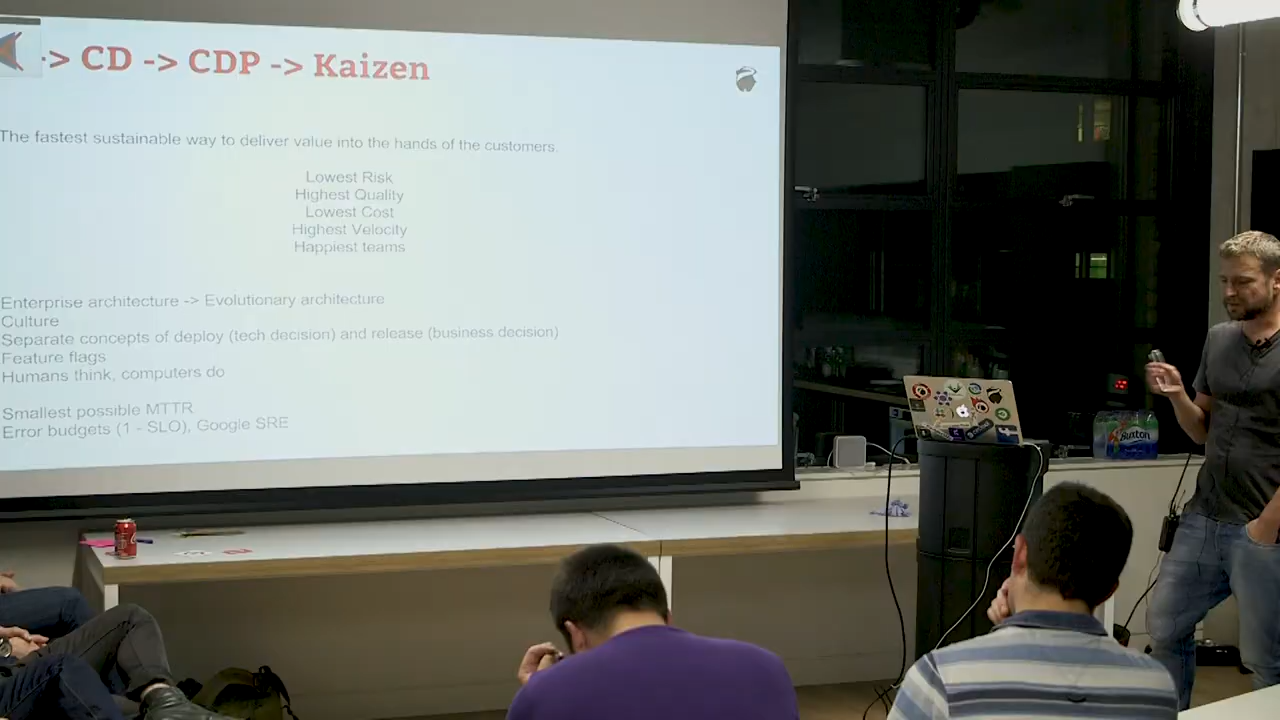 -> CD -> CDP -> Kaizen
The fastest sustainable way to deliver value into the hands of the customers.
Lowest Risk
Highest Quality
Lowest Cost
Highest Velocity
Happiest teams
Enterprise architecture -> Evolutionary architecture
Culture
Separate concepts of deploy (tech decision) and release (business decision)
Feature flags
Humans think, computers do
Smallest possible MTTR
Error budgets (1 - SLO), Google SRE
Buxton